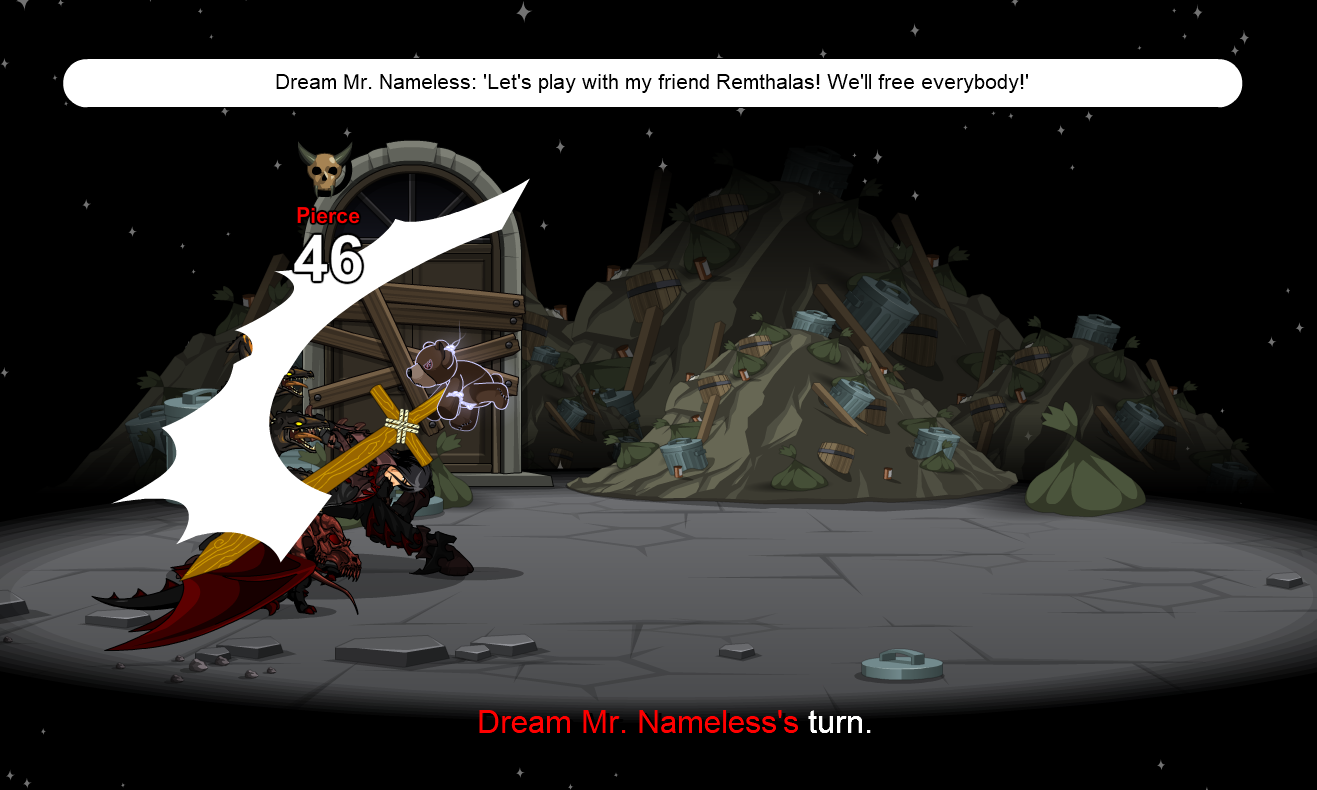 Dream Mr. Nameless: 'Let's play with my friend Remthalas! We'll free everybody!'
Pierce
46
Dream Mr. Nameless's turn.